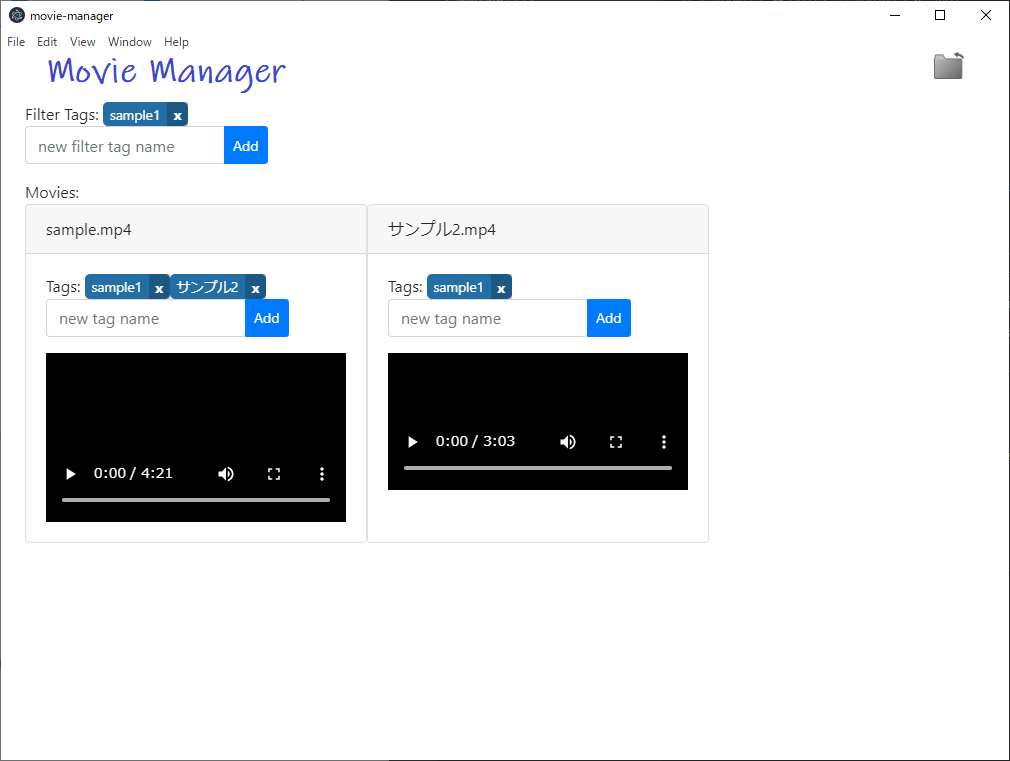 movie-manager
File Edit View Window Help
Movie Manager
Filter Tags: sample1 x
new filter tag name Add
Movies:
sample.mp4
Tags: sample1 x サンプル2 x
new tag name Add
0:00 / 4:21
サンプル2.mp4
Tags: sample1 x
new tag name Add
0:00 / 3:03